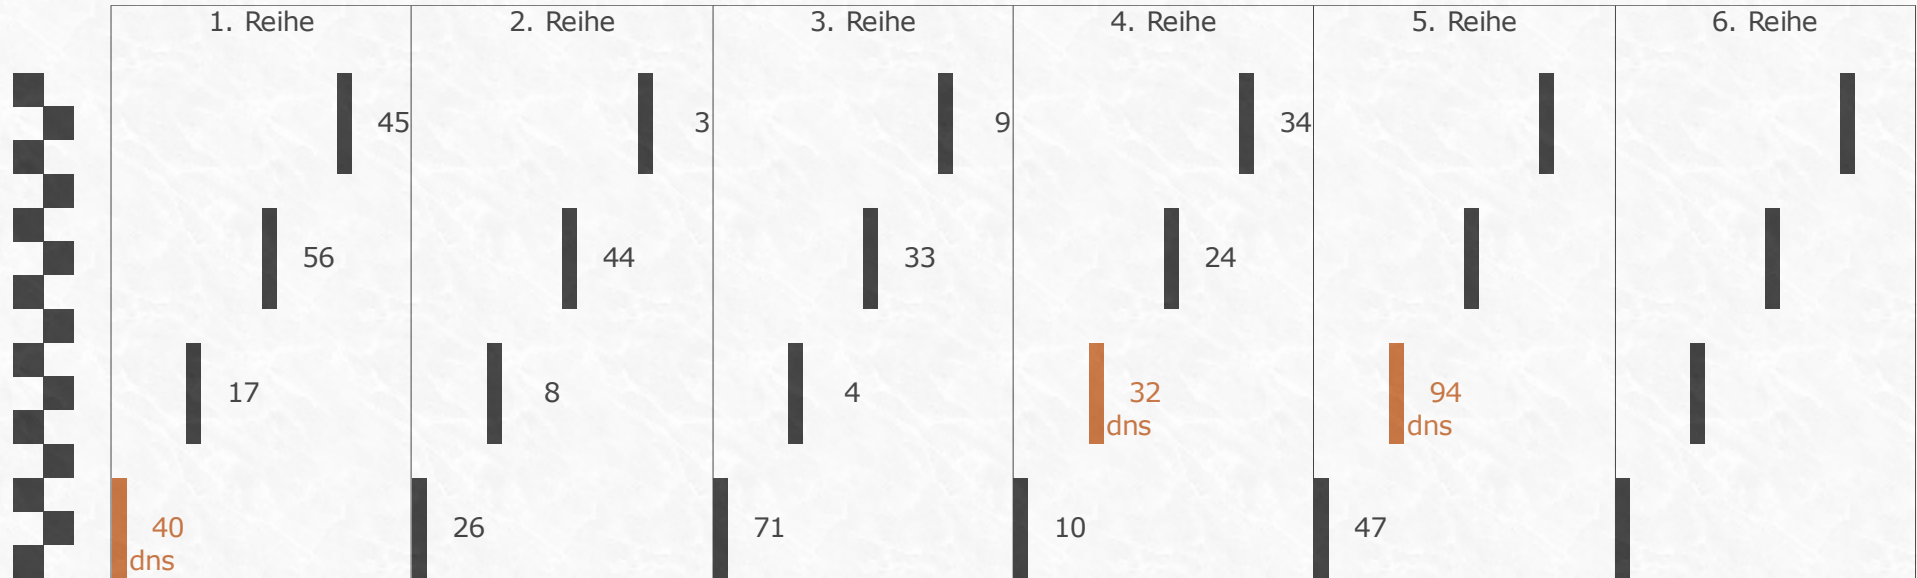 1. Reihe 2. Reihe 3. Reihe 4. Reihe 5. Reihe 6. Reihe
45 3 9 34
56 44 33 24
17 8 4 32 94
dns dns
40 26 71 10 47
dns